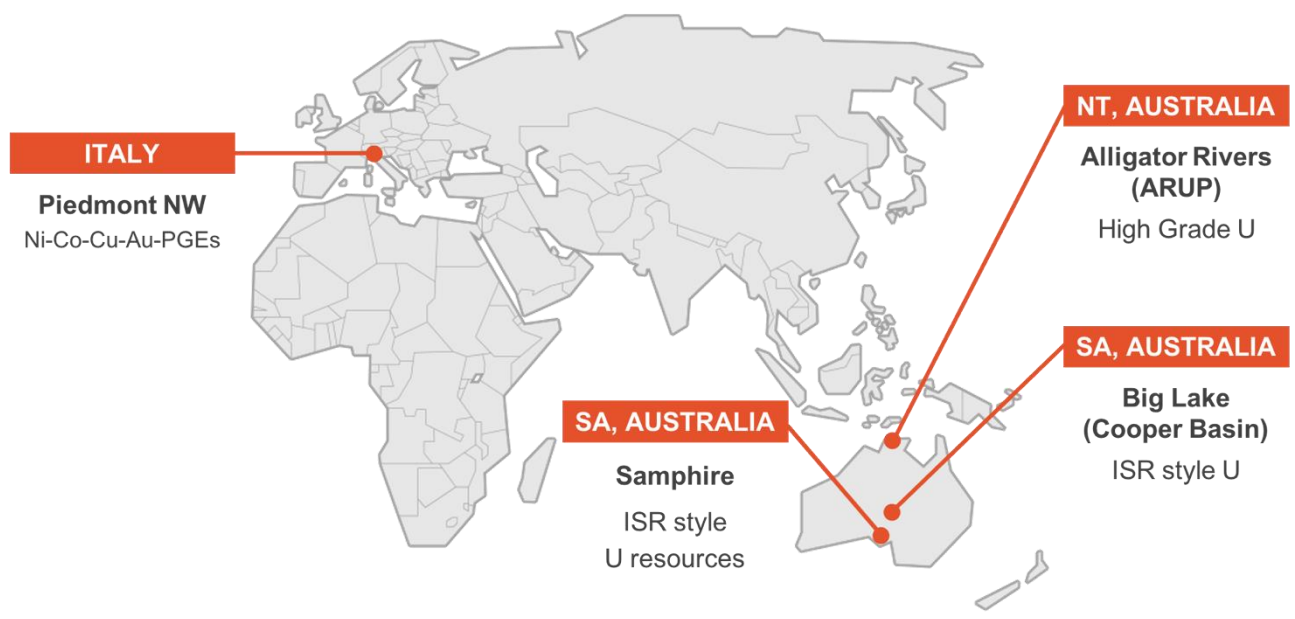 ITALY
Piedmont NW
Ni-Co-Cu-Au-PGEs
SA, AUSTRALIA
Samphire
ISR style
U resources
NT, AUSTRALIA
Alligator Rivers
(ARUP)
High Grade U
SA, AUSTRALIA
Big Lake
(Cooper Basin)
ISR style U